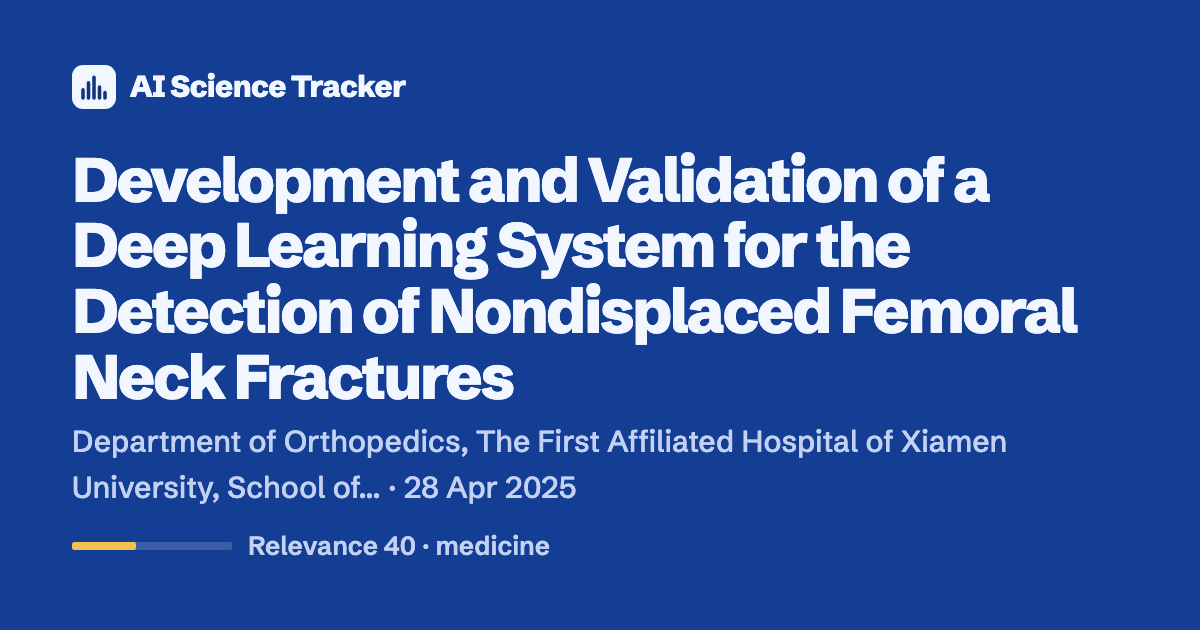 AI Science Tracker
Development and Validation of a
Deep Learning System for the
Detection of Nondisplaced Femoral
Neck Fractures
Department of Orthopedics, The First Affiliated Hospital of Xiamen
University, School of... · 28 Apr 2025
Relevance 40 · medicine